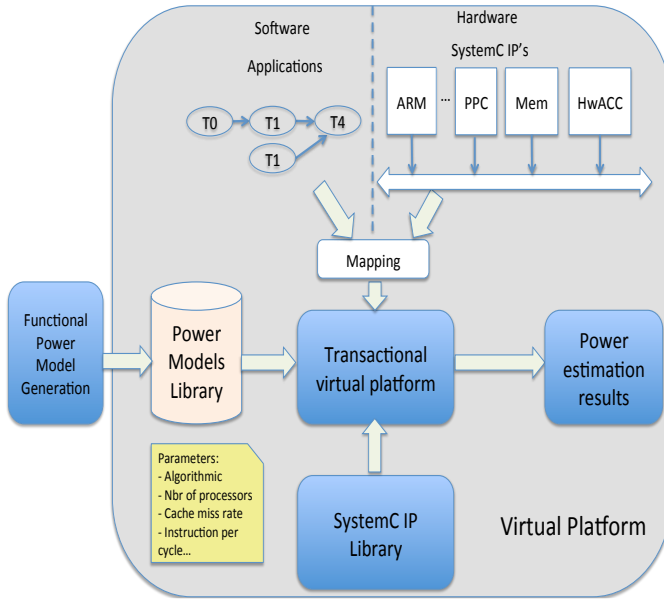 Software
Hardware
Applications
SystemC IP's
ARM
...
PPC
Mem
HwACC
T0
T1
T4
T1
Mapping
Functional
Power
Model
Generation
Power
Models
Library
Transactional
virtual platform
Power
estimation
results
Parameters:
- Algorithmic
- Nbr of processors
- Cache miss rate
- Instruction per
cycle...
SystemC IP
Library
Virtual Platform